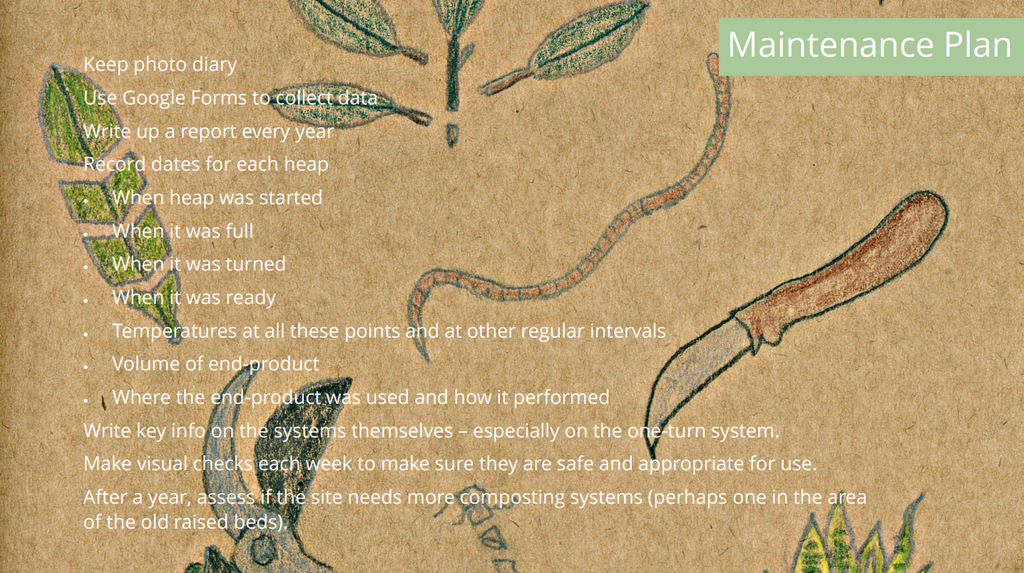 Maintenance Plan
Keep photo diary
Use Google Forms to collect data
Write up a report every year
Record dates for each heap
• When heap was started
• When it was full
• When it was turned
• When it was ready
• Temperatures at all these points and at other regular intervals
• Volume of end-product
• Where the end-product was used and how it performed
Write key info on the systems themselves – especially on the one-turn system.
Make visual checks each week to make sure they are safe and appropriate for use.
After a year, assess if the site needs more composting systems (perhaps one in the area
of the old raised beds).